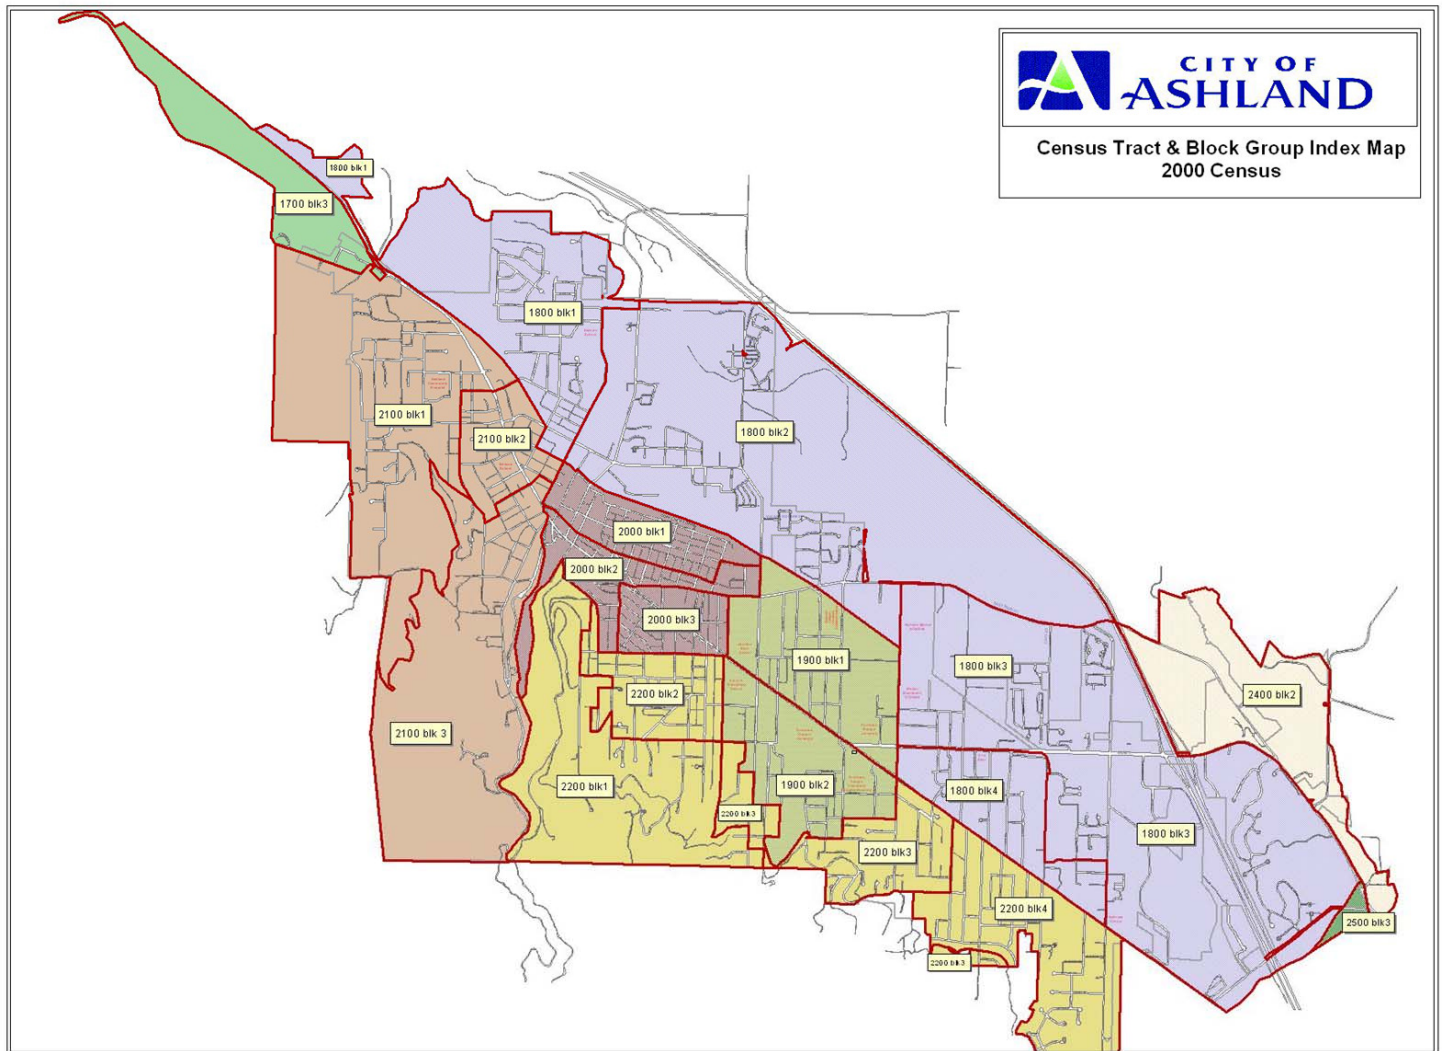 CITY OF
ASHLAND
Census Tract & Block Group Index Map
2000 Census
1800 blk1
1700 blk3
1800 blk1
2100 blk1
2100 blk2
1800 blk2
2000 blk1
2000 blk2
2000 blk3
1900 blk1
1800 blk3
2200 blk2
2400 blk2
2100 blk 3
2200 blk1
1900 blk2
1800 blk4
2200 blk3
1800 blk3
2200 blk3
2200 blk4
2500 blk3
2200 blk3